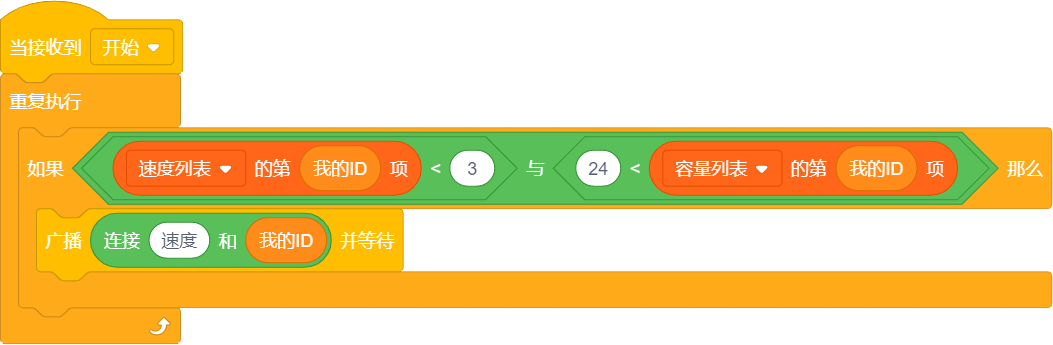 当接收到 开始
重复执行
如果 速度列表 的第 我的ID 项 < 3 与 24 < 容量列表 的第 我的ID 项 那么
广播 连接 速度 和 我的ID 并等待